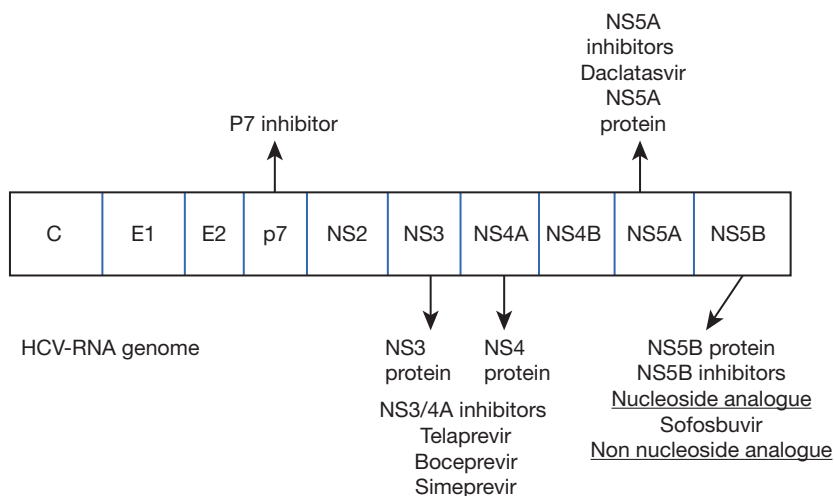 NS5A
inhibitors
Daclatasvir
NS5A
protein
P7 inhibitor
C E1 E2 p7 NS2 NS3 NS4A NS4B NS5A NS5B
HCV-RNA genome
NS3
protein
NS4
protein
NS3/4A inhibitors
Telaprevir
Boceprevir
Simeprevir
NS5B protein
NS5B inhibitors
Nucleoside analogue
Sofosbuvir
Non nucleoside analogue